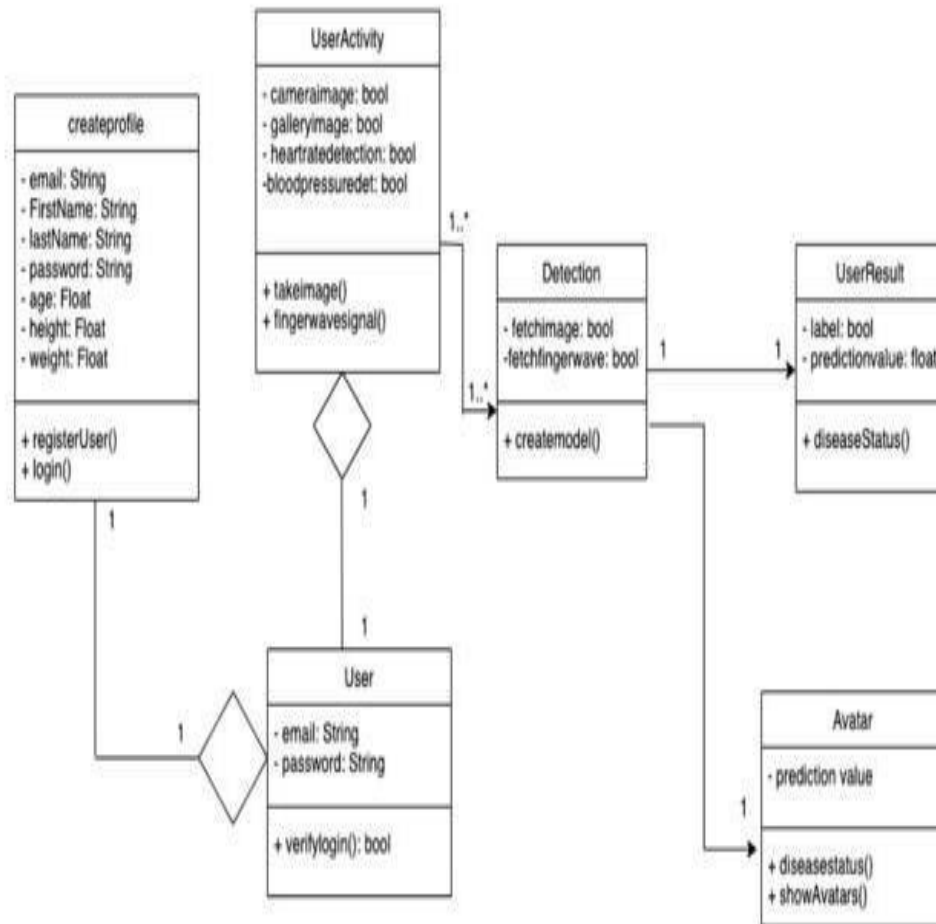 UserActivity
- cameraimage: bool
- galleryimage: bool
- heartratedetection: bool
-bloodpressuredet: bool
+ takeimage()
+ fingerwavesignal()
createprofile
- email: String
- FirstName: String
- lastName: String
- password: String
- age: Float
- height: Float
- weight: Float
+ registerUser()
+ login()
1..*
1..*
Detection
- fetchimage: bool
-fetchfingerwave: bool
+ createmodel()
1
1
UserResult
- label: bool
- predictionvalue: float
+ diseaseStatus()
1
1
1
1
User
- email: String
- password: String
+ verifylogin(): bool
1
Avatar
- prediction value
+ diseasestatus()
+ showAvatars()